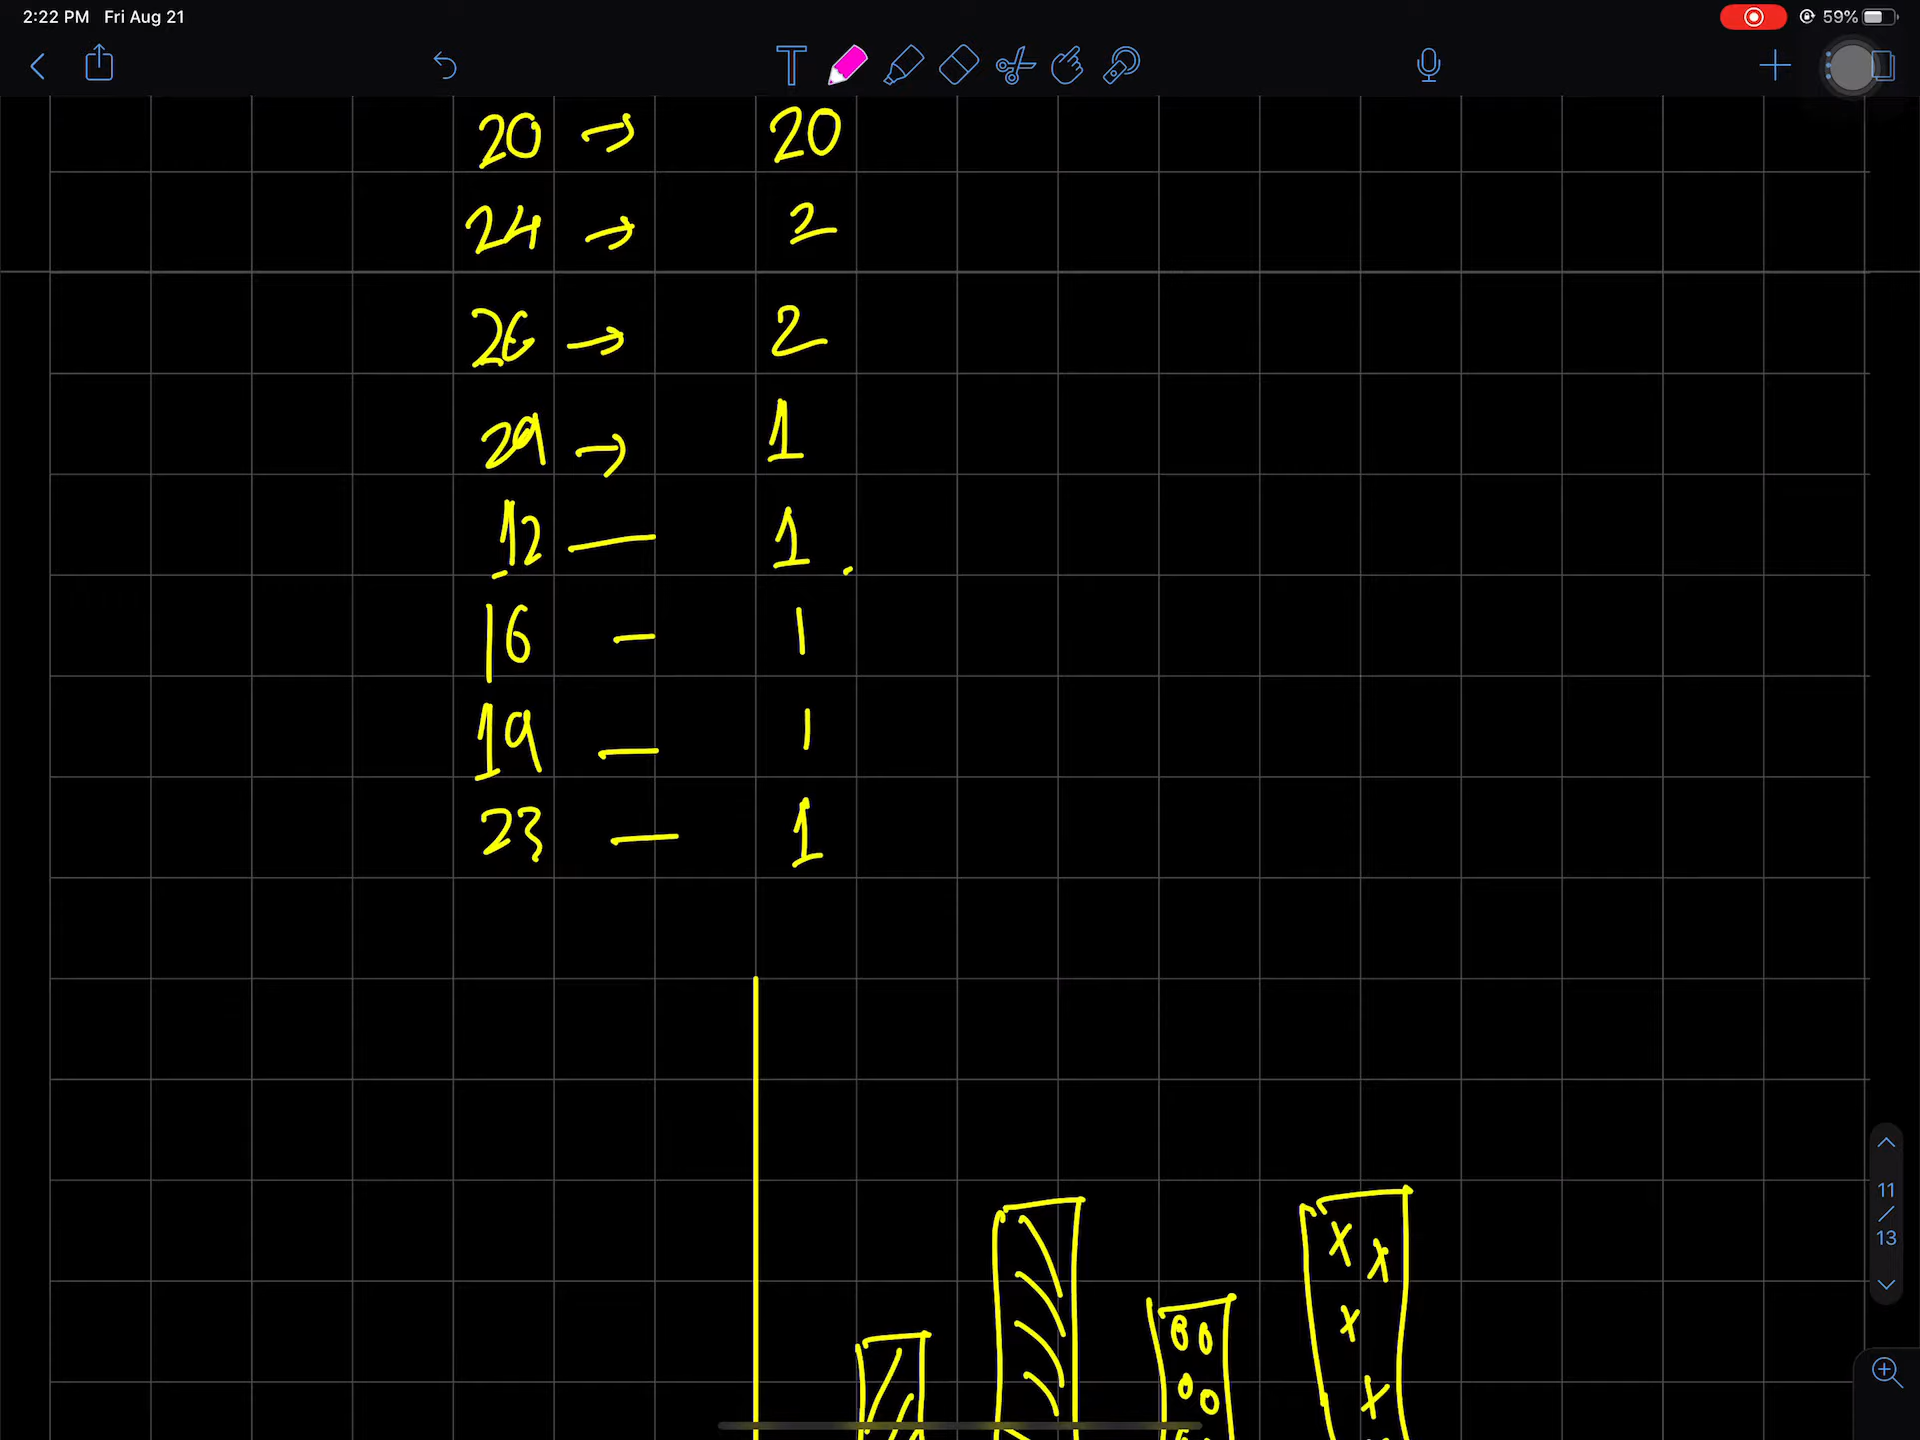 2:22 PM Fri Aug 21
59%
T
20 → 20
24 → 2
26 → 2
29 → 1
12 — 1 .
16 — 1
19 — 1
23 — 1
11
/
13